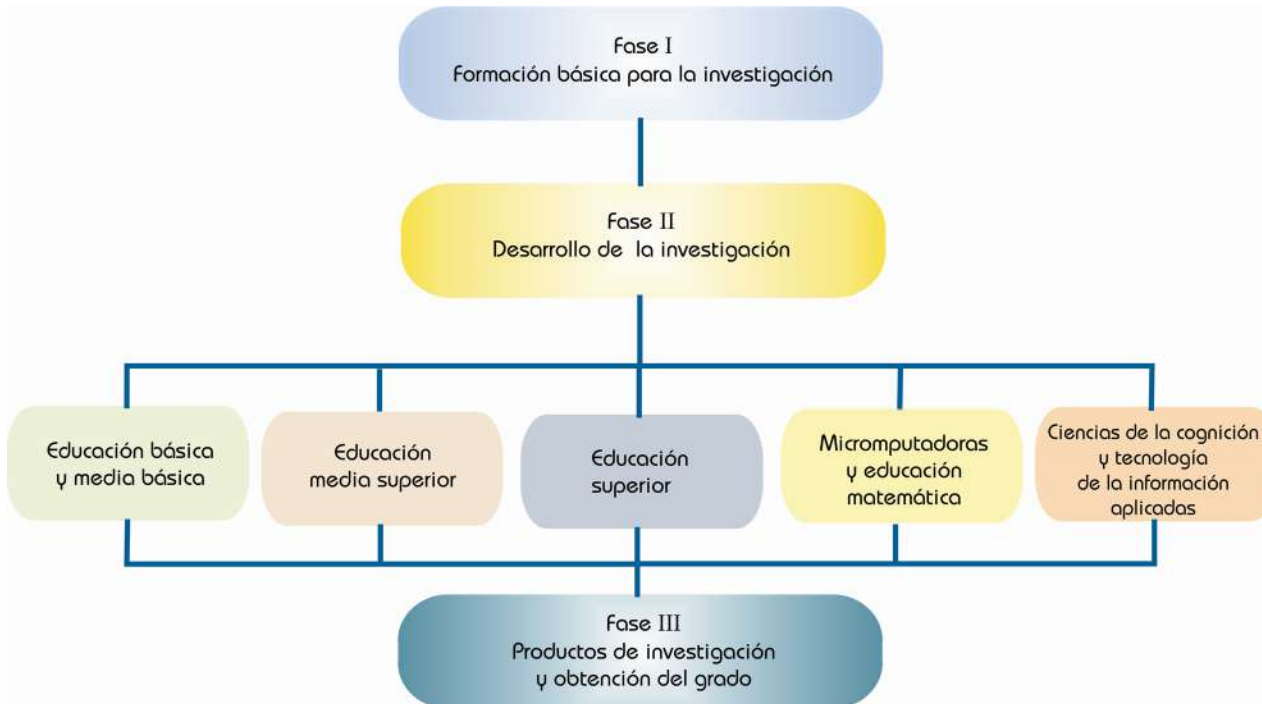 Fase I
Formación básica para la investigación
Fase II
Desarrollo de la investigación
Educación básica
y media básica
Educación
media superior
Educación
superior
Micromputadoras
y educación
matemática
Ciencias de la cognición
y tecnología
de la información
aplicadas
Fase III
Productos de investigación
y obtención del grado